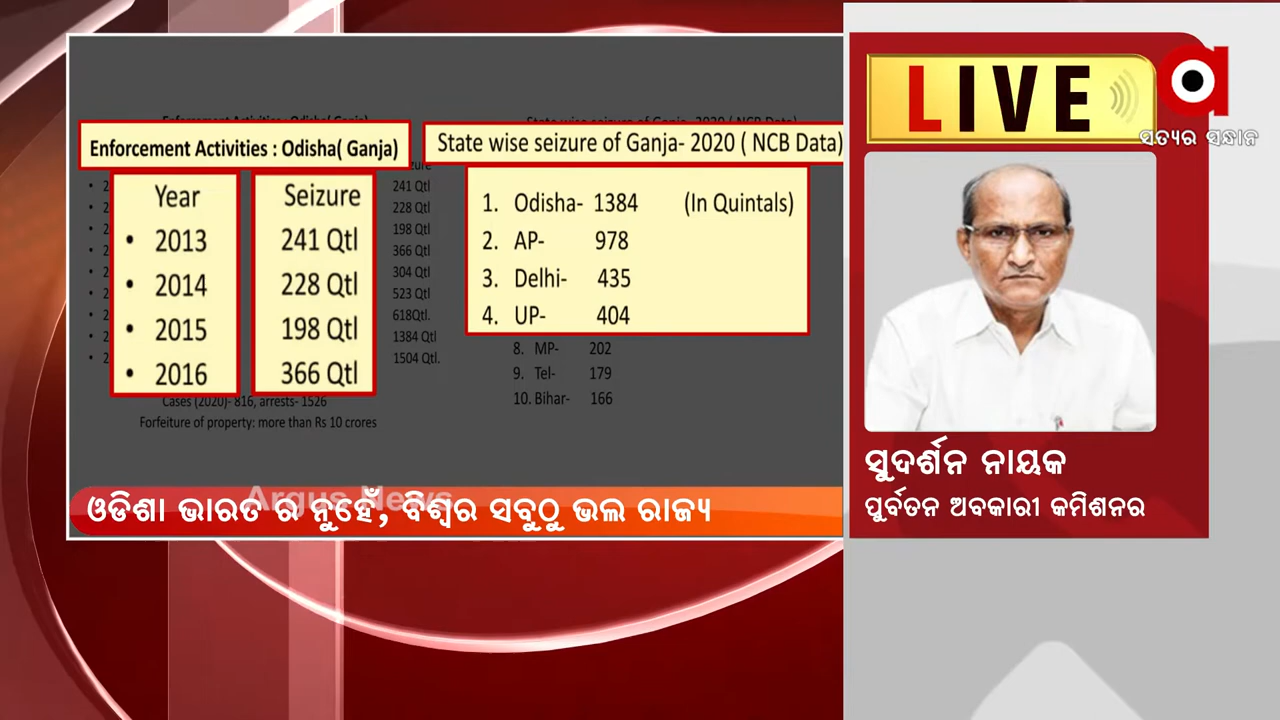 LIVE
ସତ୍ୟର ସନ୍ଧାନ
Enforcement Activities : Odisha( Ganja)
State wise seizure of Ganja- 2020 ( NCB Data)
Year Seizure
• 2013 241 Qtl
• 2014 228 Qtl
• 2015 198 Qtl
• 2016 366 Qtl
241 Qtl
228 Qtl
198 Qtl
366 Qtl
304 Qtl
523 Qtl
618Qtl.
1384 Qtl
1504 Qtl.
Cases (2020)- 816, arrests- 1526
Forfeiture of property: more than Rs 10 crores
1. Odisha- 1384 (In Quintals)
2. AP- 978
3. Delhi- 435
4. UP- 404
8. MP- 202
9. Tel- 179
10. Bihar- 166
Argus News
ଓଡିଶା ଭାରତ ର ନୁହେଁ, ବିଶ୍ୱର ସବୁଠୁ ଭଲ ରାଜ୍ୟ
ସୁଦର୍ଶନ ନାୟକ
ପୁର୍ବତନ ଅବକାରୀ କମିଶନର